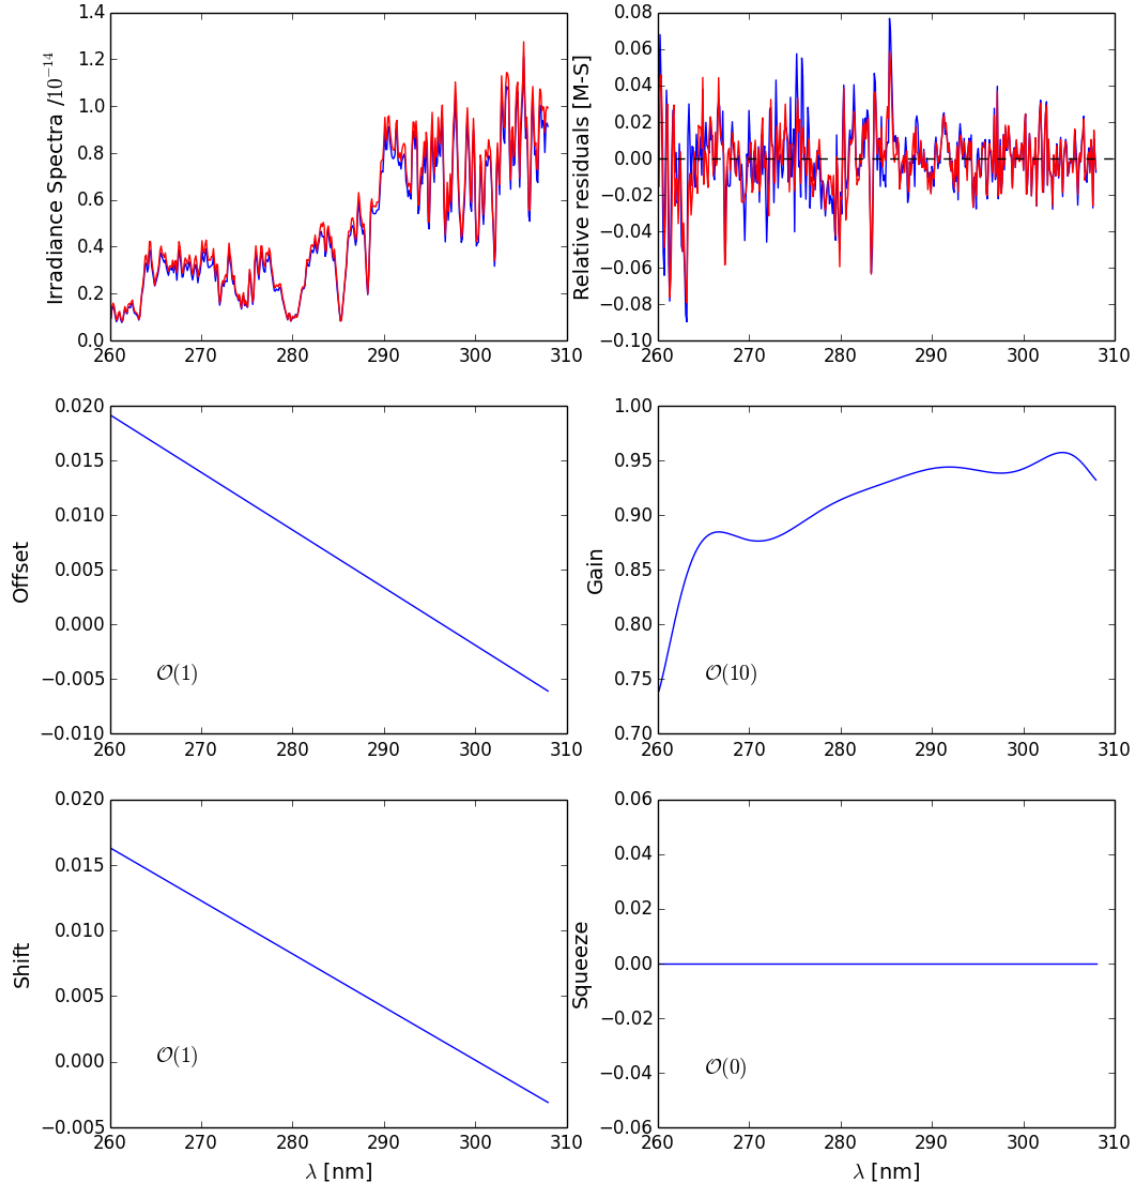 Irradiance Spectra /10⁻¹⁴
1.4
1.2
1.0
0.8
0.6
0.4
0.2
0.0
260 270 280 290 300 310
Relative residuals [M-S]
0.08
0.06
0.04
0.02
0.00
−0.02
−0.04
−0.06
−0.08
−0.10
260 270 280 290 300 310
Offset
0.020
0.015
0.010
0.005
0.000
−0.005
−0.010
𝒪(1)
260 270 280 290 300 310
Gain
1.00
0.95
0.90
0.85
0.80
0.75
0.70
𝒪(10)
260 270 280 290 300 310
Shift
0.020
0.015
0.010
0.005
0.000
−0.005
𝒪(1)
260 270 280 290 300 310
λ [nm]
Squeeze
0.06
0.04
0.02
0.00
−0.02
−0.04
−0.06
𝒪(0)
260 270 280 290 300 310
λ [nm]